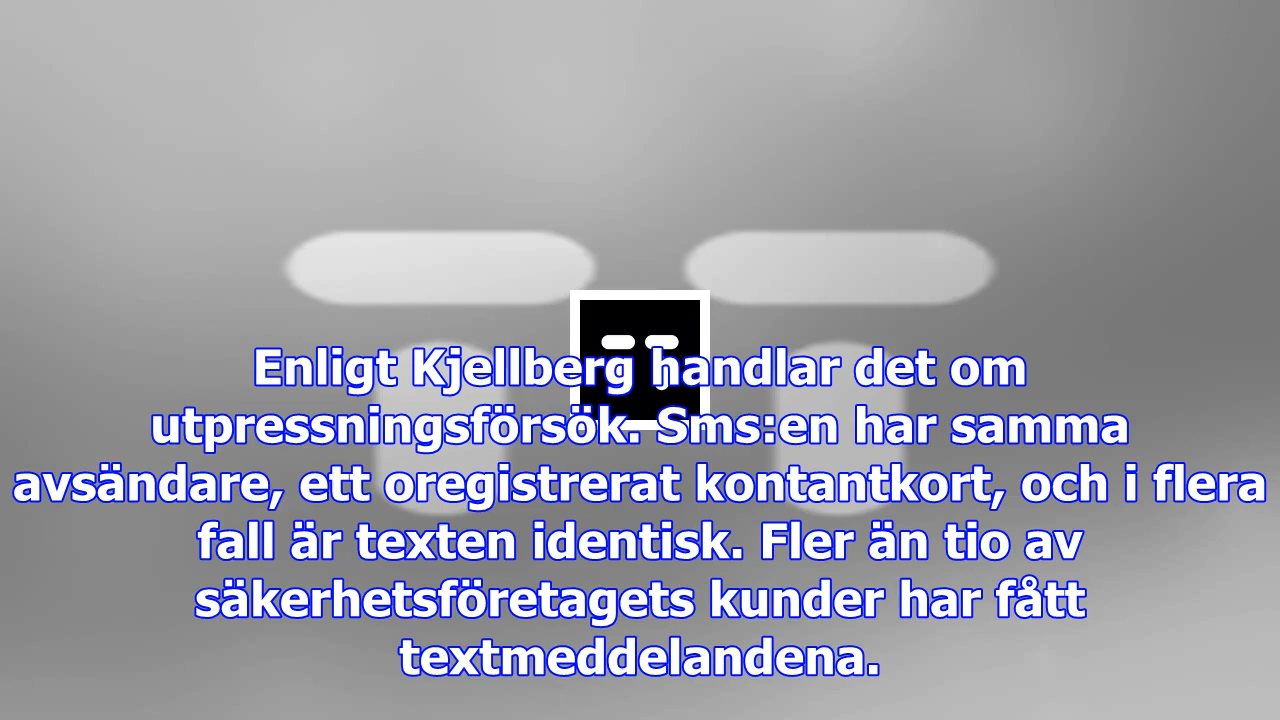 Enligt Kjellberg handlar det om
utpressningsförsök. Sms:en har samma
avsändare, ett oregistrerat kontantkort, och i flera
fall är texten identisk. Fler än tio av
säkerhetsföretagets kunder har fått
textmeddelandena.